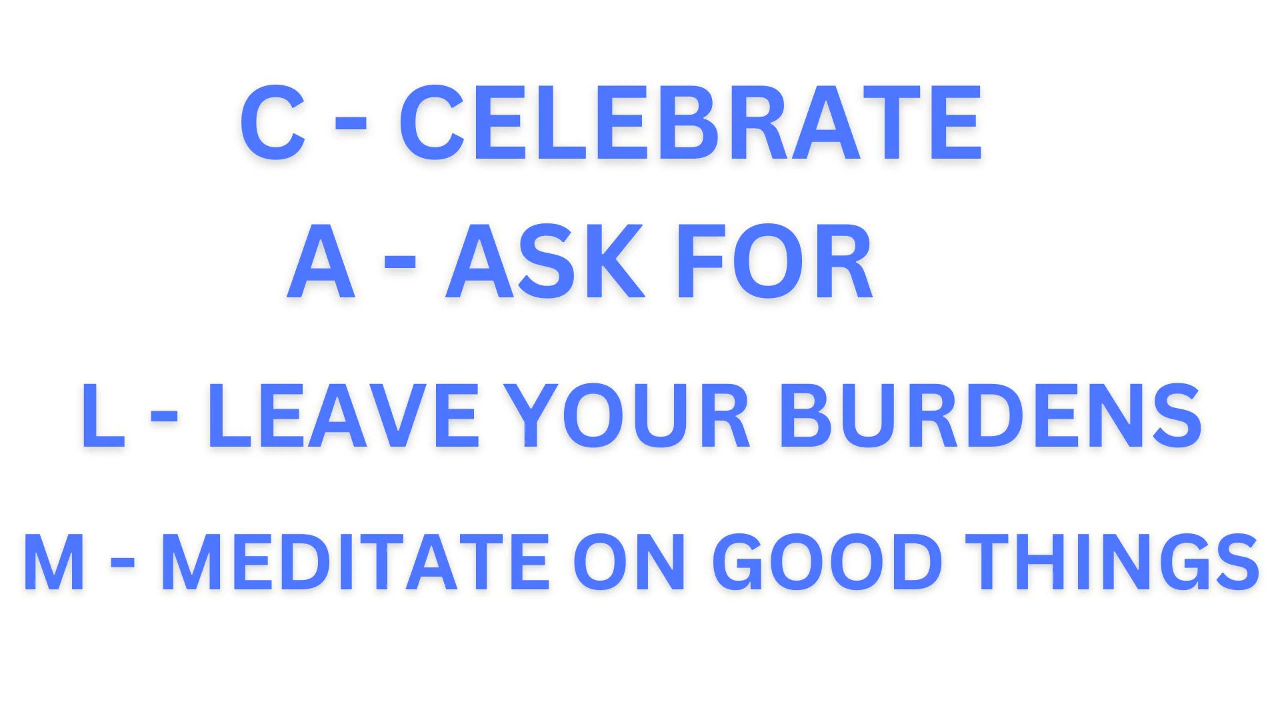 C - CELEBRATE
A - ASK FOR
L - LEAVE YOUR BURDENS
M - MEDITATE ON GOOD THINGS